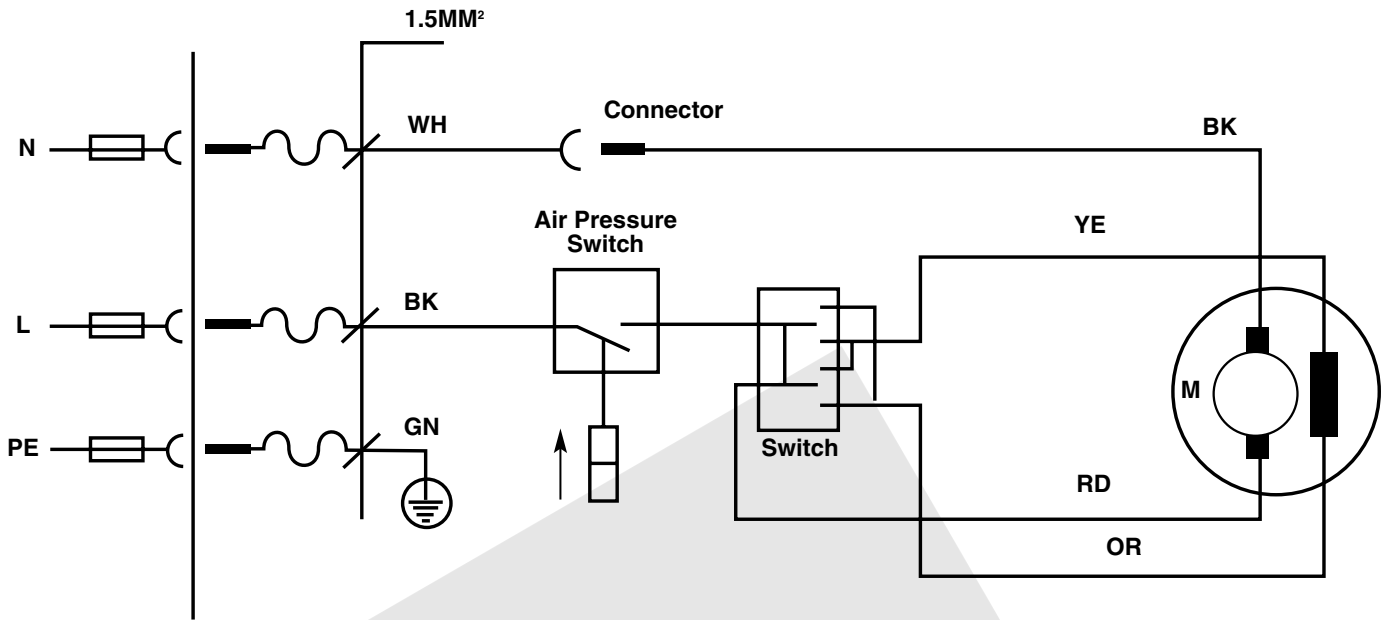 1.5MM²
N
WH
Connector
BK
Air Pressure
Switch
YE
L
BK
M
PE
GN
Switch
RD
OR